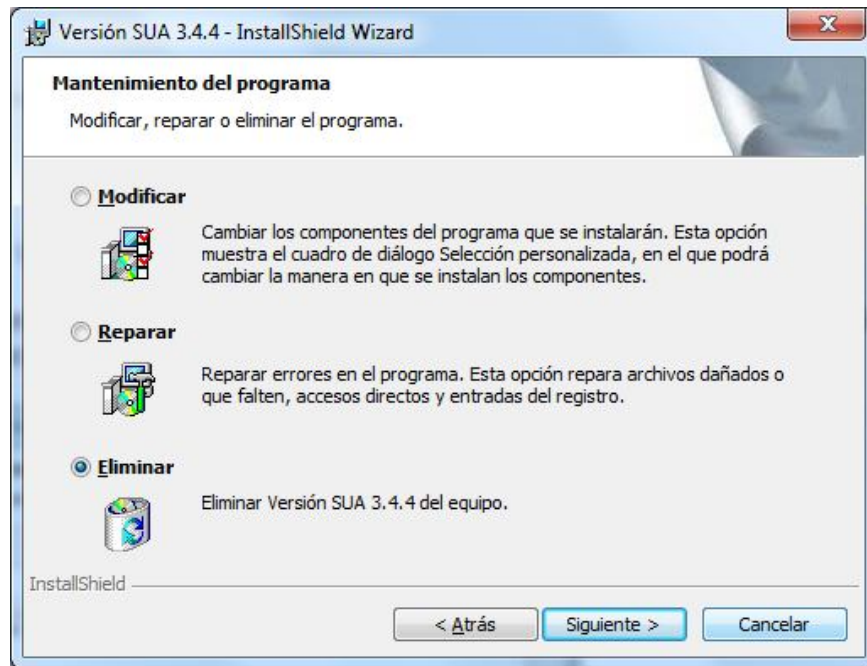 Versión SUA 3.4.4 - InstallShield Wizard
Mantenimiento del programa
Modificar, reparar o eliminar el programa.
Modificar
Cambiar los componentes del programa que se instalarán. Esta opción
muestra el cuadro de diálogo Selección personalizada, en el que podrá
cambiar la manera en que se instalan los componentes.
Reparar
Reparar errores en el programa. Esta opción repara archivos dañados o
que falten, accesos directos y entradas del registro.
Eliminar
Eliminar Versión SUA 3.4.4 del equipo.
InstallShield
< Atrás Siguiente > Cancelar